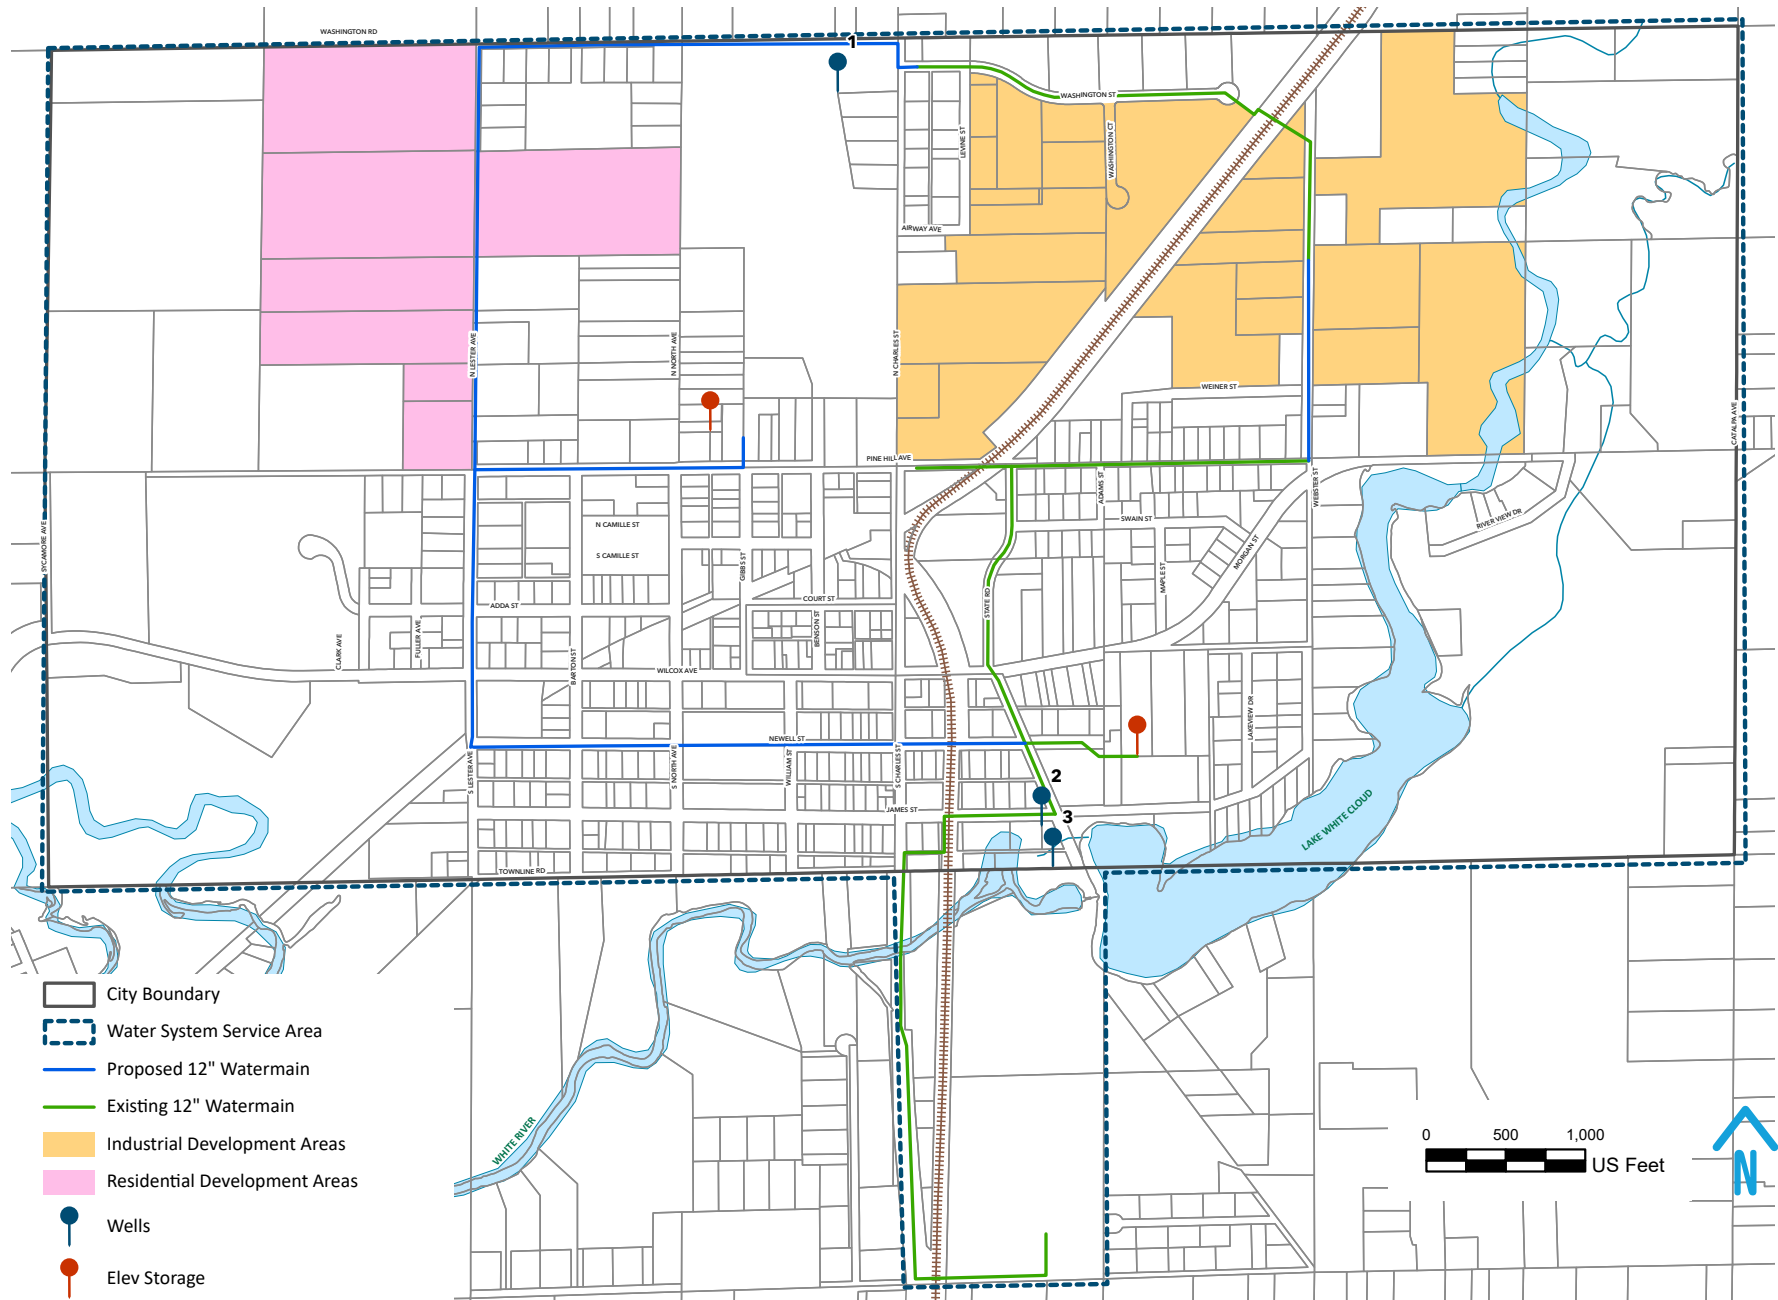 WASHINGTON RD
1
WASHINGTON ST
LEVINE ST
WASHINGTON CT
AIRWAY AVE
N LESTER AVE
N NORTH AVE
N CHARLES ST
WEINER ST
CATALPA AVE
PINE HILL AVE
ADAMS ST
WEBSTER ST
SWAIN ST
RIVER VIEW DR
MORGAN ST
N CAMILLE ST
S CAMILLE ST
GIBBS ST
SYCAMORE AVE
MAPLE ST
ADDA ST
COURT ST
STATE RD
BENSON ST
CLARK AVE
FULLER AVE
BARTON ST
WILCOX AVE
LAKEVIEW DR
NEWELL ST
S LESTER AVE
S NORTH AVE
WILLIAM ST
S CHARLES ST
2
JAMES ST
3
LAKE WHITE CLOUD
TOWNLINE RD
WHITE RIVER
City Boundary
Water System Service Area
Proposed 12" Watermain
Existing 12" Watermain
Industrial Development Areas
Residential Development Areas
Wells
Elev Storage
0 500 1,000
US Feet
N